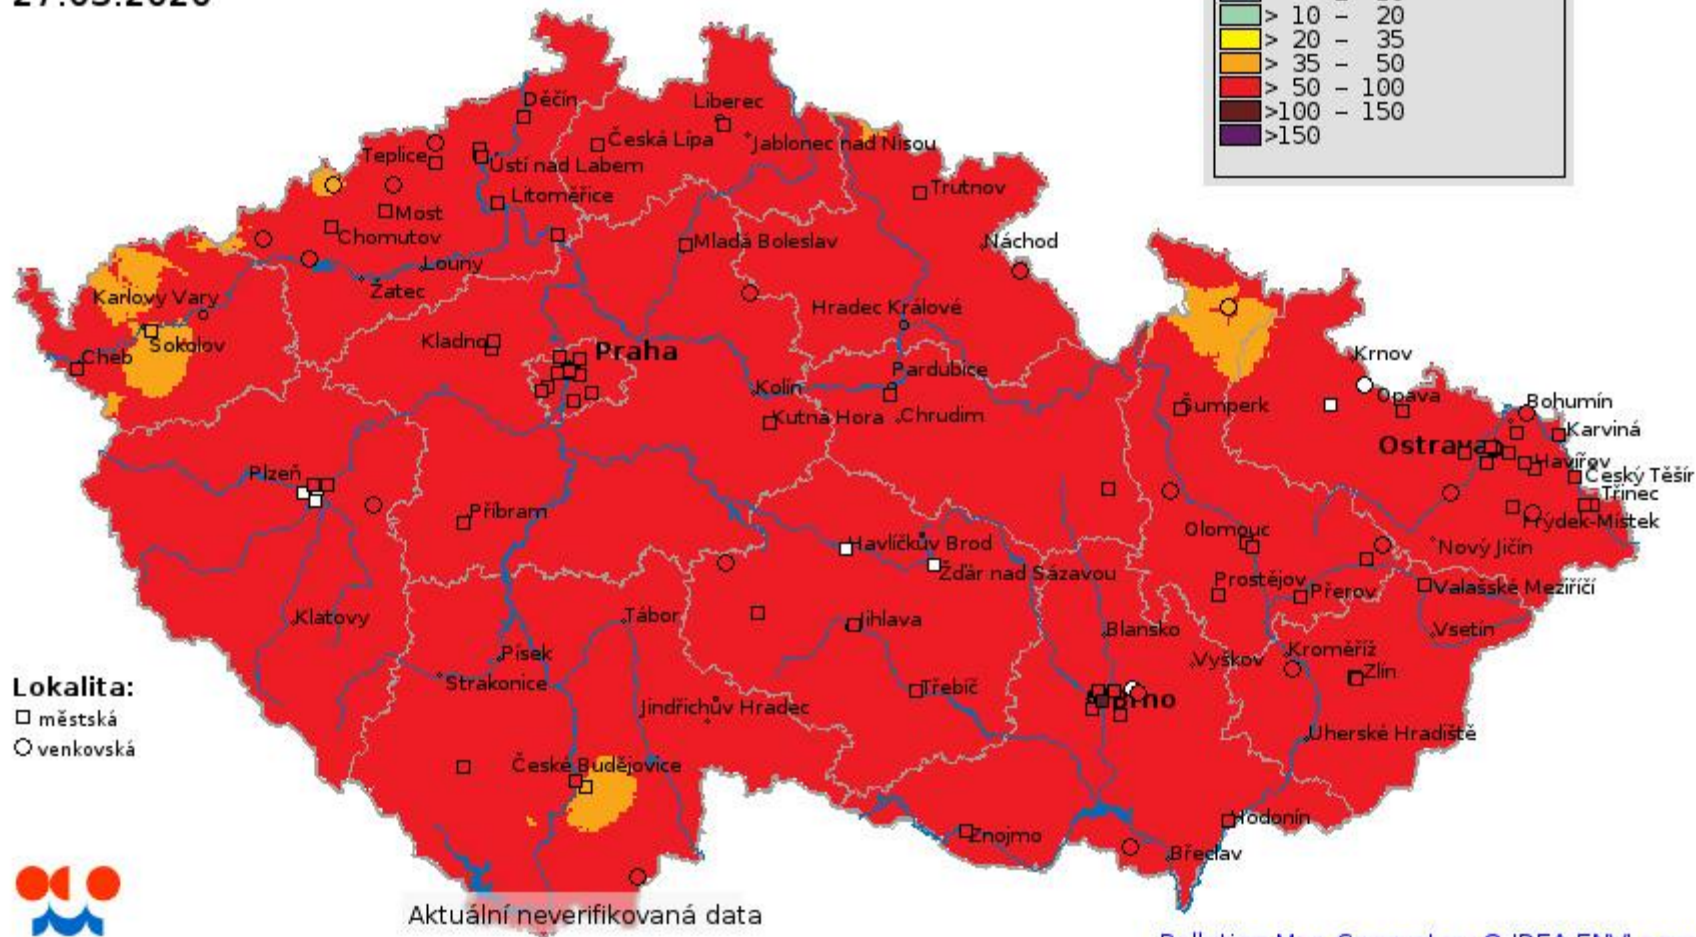 27.03.2020
> 10 - 20
> 20 - 35
> 35 - 50
> 50 - 100
>100 - 150
>150
Děčín
Liberec
Česká Lípa
Jablonec nad Nisou
Teplice
Ústí nad Labem
Litoměřice
Trutnov
Most
Chomutov
Mladá Boleslav
Náchod
Louny
Žatec
Karlovy Vary
Hradec Králové
Sokolov
Kladno
Praha
Cheb
Krnov
Pardubice
Kolín
Opava
Bohumín
Kutná Hora
Chrudim
Šumperk
Karviná
Ostrava
Havířov
Plzeň
Český Těšín
Třinec
Příbram
Frýdek-Místek
Olomouc
Havlíčkův Brod
Nový Jičín
Žďár nad Sázavou
Prostějov
Přerov
Valašské Meziříčí
Klatovy
Tábor
Jihlava
Blansko
Vsetín
Písek
Kroměříž
Vyškov
Zlín
Strakonice
Třebíč
Lokalita:
městská
venkovská
Jindřichův Hradec
Brno
Uherské Hradiště
České Budějovice
Hodonín
Znojmo
Břeclav
Aktuální neverifikovaná data